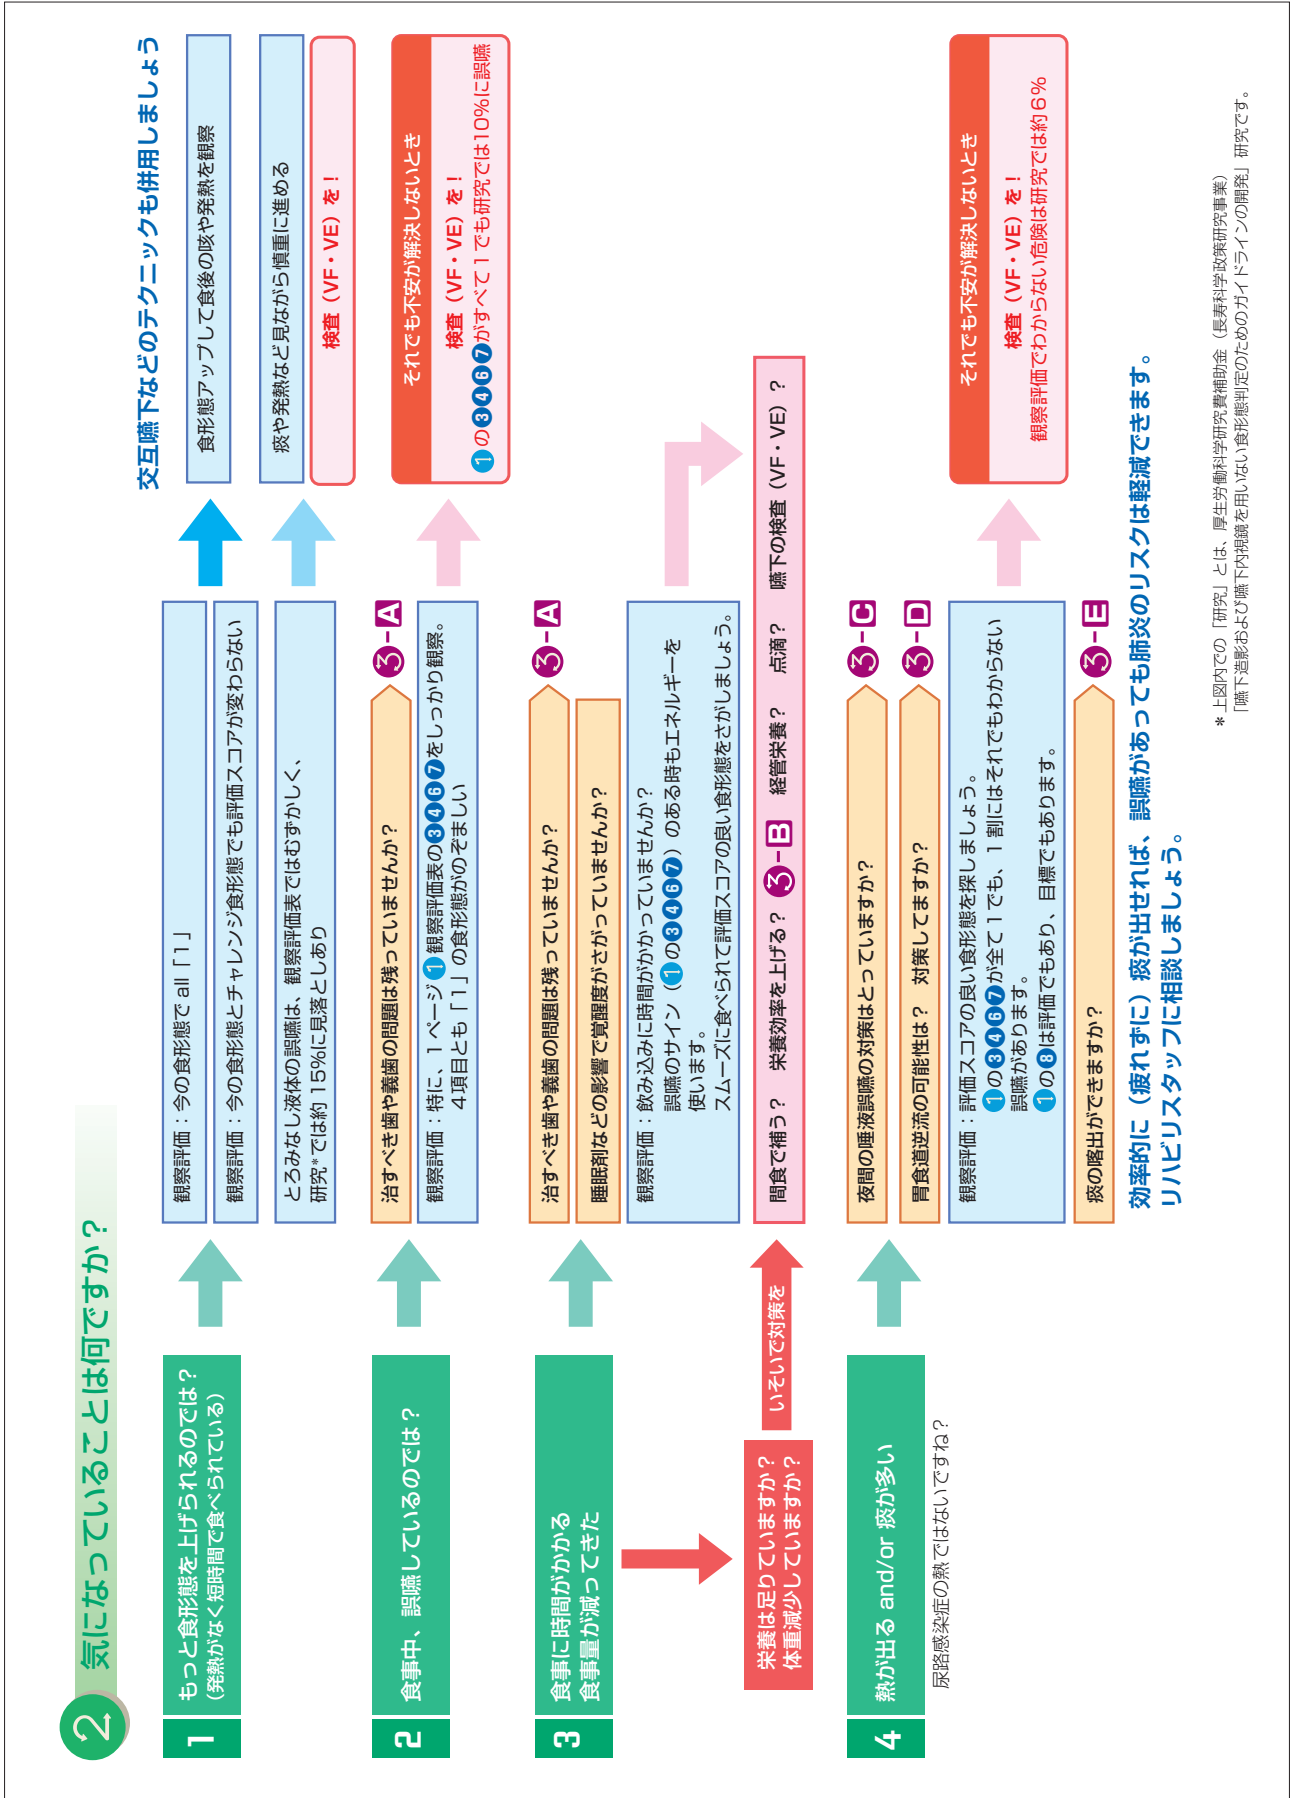 2 気になっていることは何ですか？
1 もっと食形態を上げられるのでは？
（発熱がなく短時間で食べられている）
観察評価：今の食形態で all「1」
観察評価：今の食形態とチャレンジ食形態でも評価スコアが変わらない
とろみなし液体の誤嚥は、観察評価表ではむずかしく、
研究*では約 15%に見落としあり
交互嚥下などのテクニックも併用しましょう
食形態アップして食後の咳や発熱を観察
痰や発熱など見ながら慎重に進める
検査（VF・VE）を！
2 食事中、誤嚥しているのでは？
治すべき歯や義歯の問題は残っていませんか？
3-A
観察評価：特に、1 ページ❶観察評価表の❸❹❻❼をしっかり観察。
4項目とも「1」の食形態がのぞましい
それでも不安が解決しないとき
検査（VF・VE）を！
❶の❸❹❻❼がすべて 1 でも研究では10%に誤嚥
3 食事に時間がかかる
食事量が減ってきた
治すべき歯や義歯の問題は残っていませんか？
3-A
睡眠剤などの影響で覚醒度がさがっていませんか？
観察評価：飲み込みに時間がかかっていませんか？
誤嚥のサイン（❶の❸❹❻❼）のある時もエネルギーを
使います。
スムーズに食べられて評価スコアの良い食形態をさがしましょう。
栄養は足りていますか？
体重減少していますか？
いそいで対策を
間食で補う？　栄養効率を上げる？ 3-B 経管栄養？　点滴？　嚥下の検査（VF・VE）？
4 熱が出る and/or 痰が多い
尿路感染症の熱ではないですね？
夜間の唾液誤嚥の対策はとっていますか？
3-C
胃食道逆流の可能性は？　対策してますか？
3-D
観察評価：評価スコアの良い食形態を探しましょう。
❶の❸❹❻❼が全て 1 でも、1 割にはそれでもわからない
誤嚥があります。
❶の❽は評価でもあり、目標でもあります。
痰の喀出ができますか？
3-E
それでも不安が解決しないとき
検査（VF・VE）を！
観察評価でわからない危険は研究では約 6%
効率的に（疲れずに）痰が出せれば、誤嚥があっても肺炎のリスクは軽減できます。
リハビリスタッフに相談しましょう。
＊上図内での「研究」とは、厚生労働科学研究費補助金（長寿科学政策研究事業）
「嚥下造影および嚥下内視鏡を用いない食形態判定のためのガイドラインの開発」研究です。